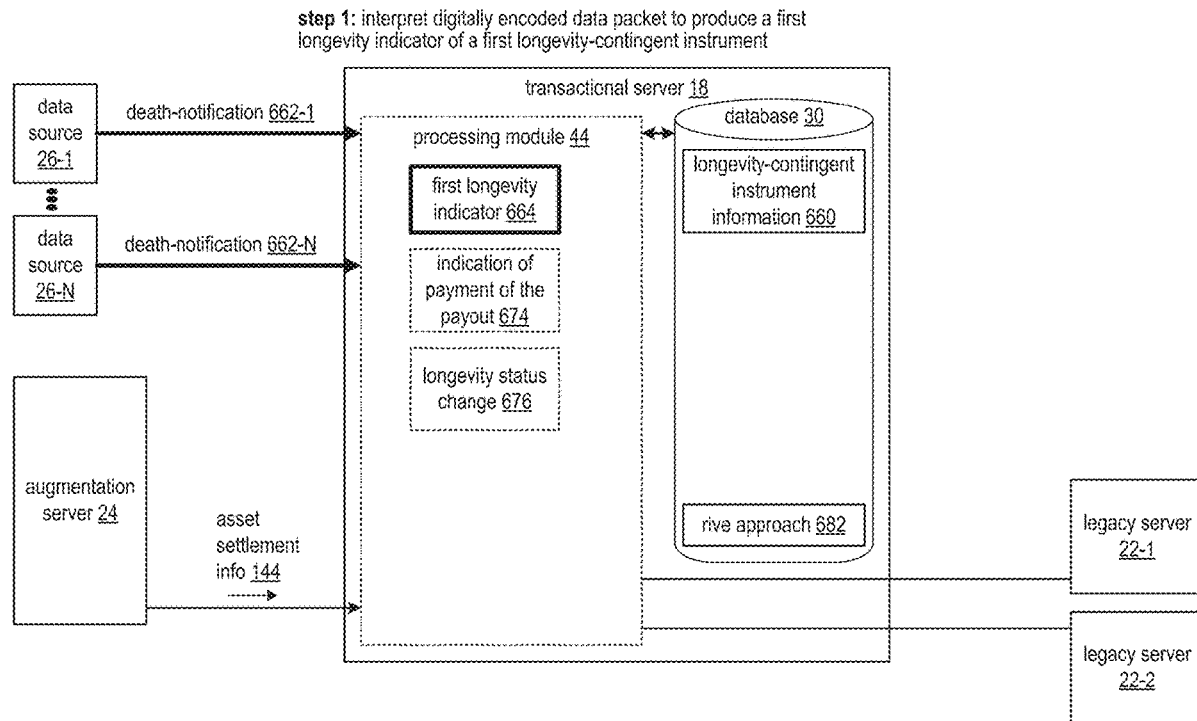 step 1: interpret digitally encoded data packet to produce a first
longevity indicator of a first longevity-contingent instrument
transactional server 18
data
source
26-1
death-notification 662-1
data
source
26-N
death-notification 662-N
processing module 44
first longevity
indicator 664
indication of
payment of the
payout 674
longevity status
change 676
database 30
longevity-contingent
instrument
information 660
rive approach 682
augmentation
server 24
asset
settlement
info 144
legacy server
22-1
legacy server
22-2